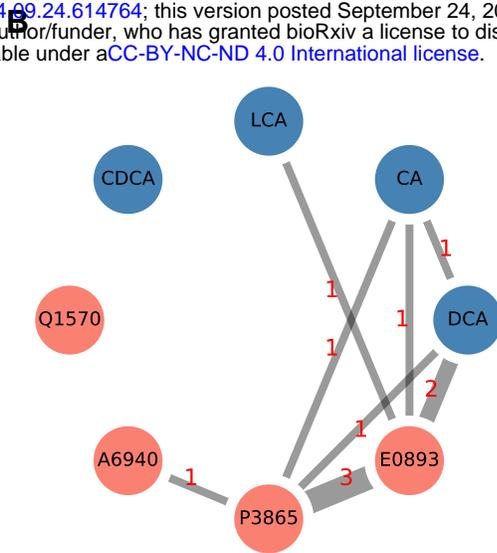 4.09.24.614764; this version posted September 24, 20
B
uthor/funder, who has granted bioRxiv a license to dis
ble under aCC-BY-NC-ND 4.0 International license.
LCA
CDCA
CA
1
Q1570
1
1
DCA
1
2
1
A6940
E0893
1
3
P3865